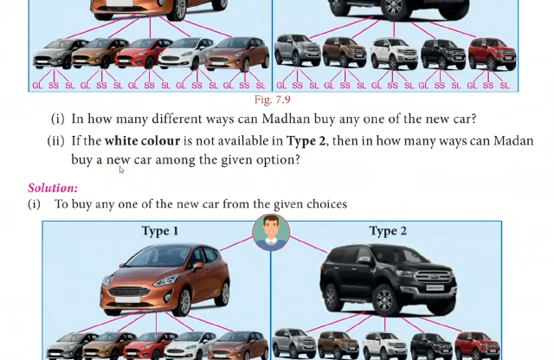 GL SS SL GL SS SL GL SS SL GL SS SL GL SS SL GL SS SL GL SS SL GL SS SL GL SS SL GL SS SL
Fig. 7.9
(i) In how many different ways can Madhan buy any one of the new car?
(ii) If the white colour is not available in Type 2, then in how many ways can Madan
buy a new car among the given option?
Solution:
(i) To buy any one of the new car from the given choices
Type 1 Type 2